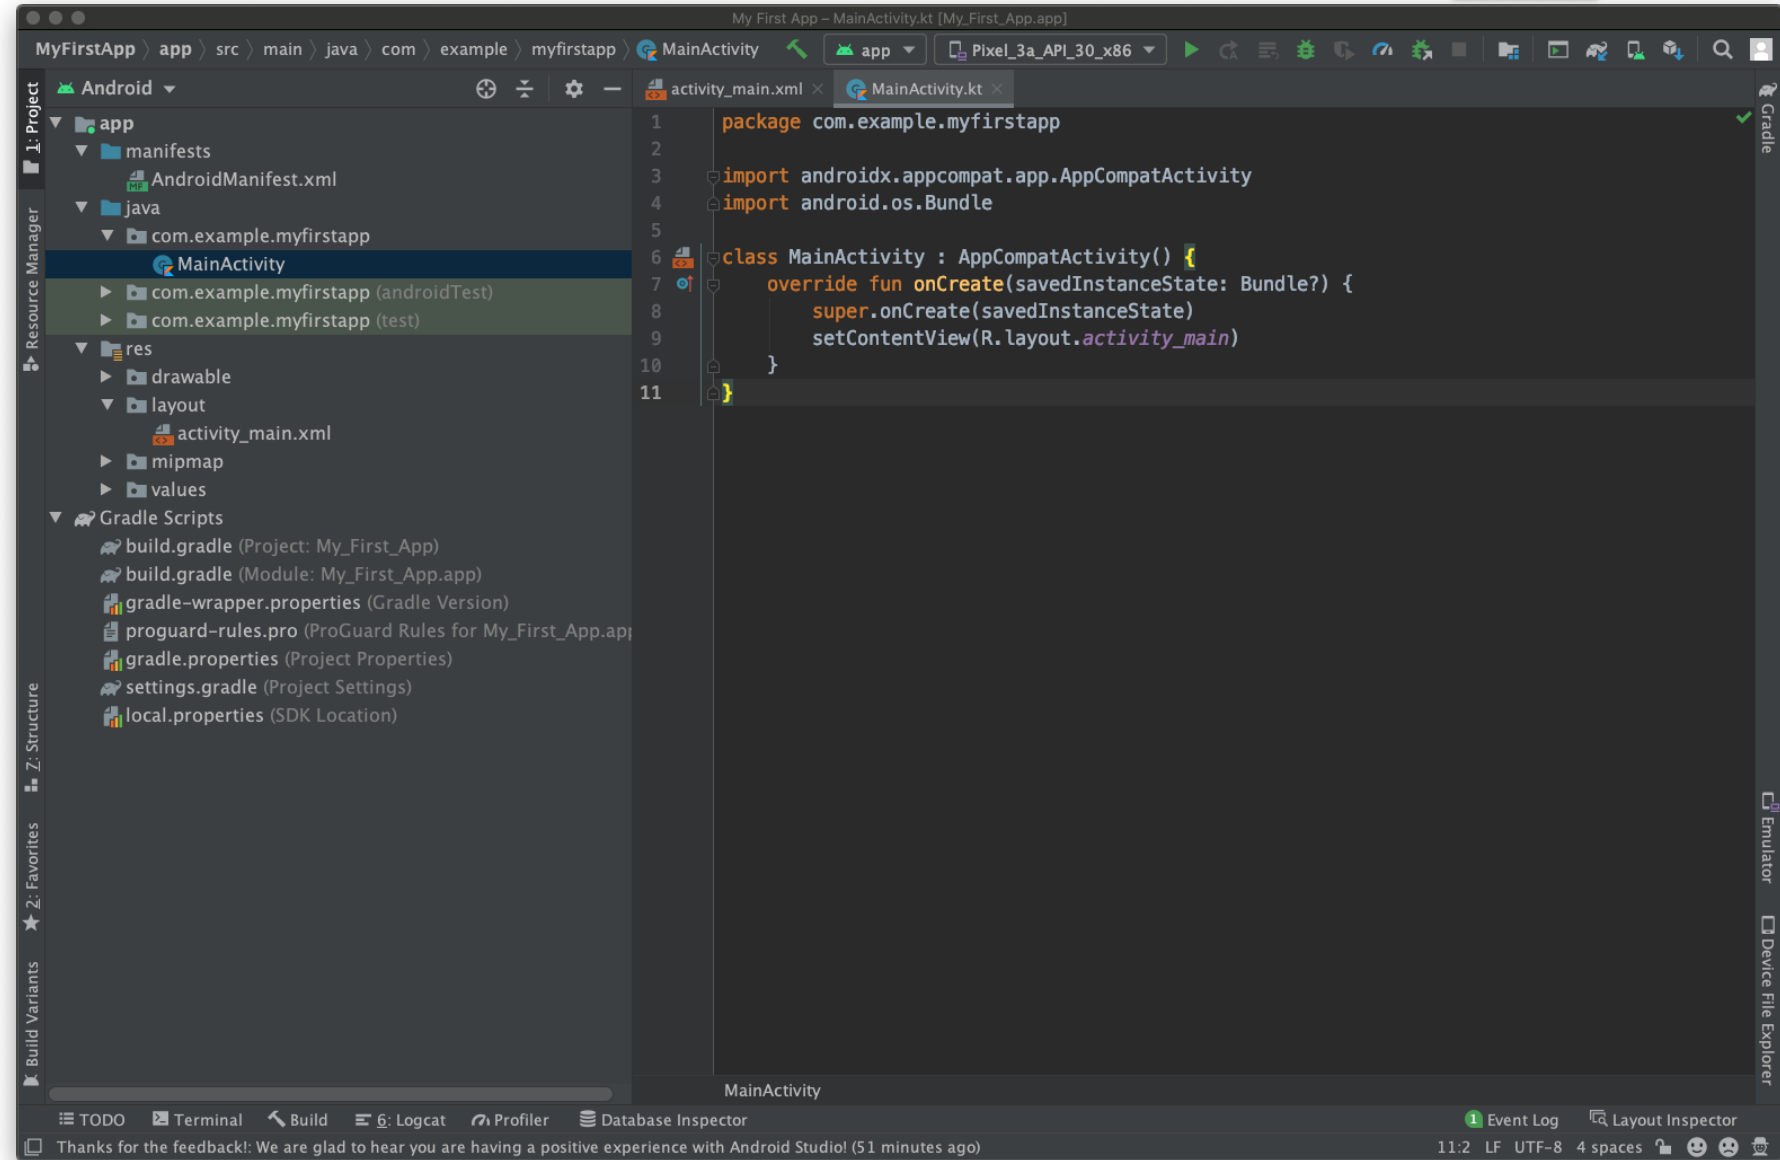 My First App – MainActivity.kt [My_First_App.app]
MyFirstApp app src main java com example myfirstapp MainActivity app Pixel_3a_API_30_x86
1: Project
Resource Manager
Z: Structure
2: Favorites
Build Variants
Android
app
manifests
AndroidManifest.xml
java
com.example.myfirstapp
MainActivity
com.example.myfirstapp (androidTest)
com.example.myfirstapp (test)
res
drawable
layout
activity_main.xml
mipmap
values
Gradle Scripts
build.gradle (Project: My_First_App)
build.gradle (Module: My_First_App.app)
gradle-wrapper.properties (Gradle Version)
proguard-rules.pro (ProGuard Rules for My_First_App.app
gradle.properties (Project Properties)
settings.gradle (Project Settings)
local.properties (SDK Location)
activity_main.xml MainActivity.kt
1 package com.example.myfirstapp
2
3 import androidx.appcompat.app.AppCompatActivity
4 import android.os.Bundle
5
6 class MainActivity : AppCompatActivity() {
7 override fun onCreate(savedInstanceState: Bundle?) {
8 super.onCreate(savedInstanceState)
9 setContentView(R.layout.activity_main)
10 }
11 }
Gradle
Emulator
Device File Explorer
MainActivity
TODO Terminal Build 6: Logcat Profiler Database Inspector 1 Event Log Layout Inspector
Thanks for the feedback!: We are glad to hear you are having a positive experience with Android Studio! (51 minutes ago) 11:2 LF UTF-8 4 spaces